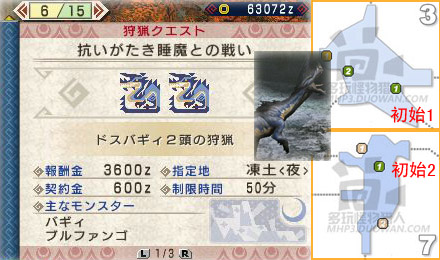 6 / 15
63072z
狩猟クエスト
抗いがたき睡魔との戦い
ドスバギィ2頭の狩猟
報酬金 3600z
指定地 凍土<夜>
契約金 600z
制限時間 50分
主なモンスター
バギィ
ブルファンゴ
L 1/3 R
3
2
1
初始1
多玩怪物猎人
MHP3.DUOWAN.COM
1
初始2
多玩怪物猎人
MHP3.DUOWAN.COM
7